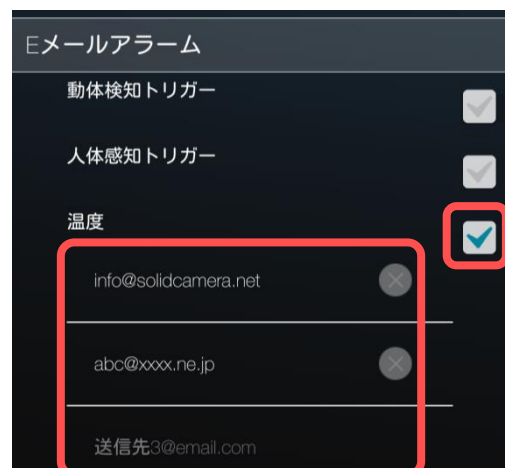 Eメールアラーム
動体検知トリガー
人体感知トリガー
温度
info@solidcamera.net
abc@xxxx.ne.jp
送信先3@email.com